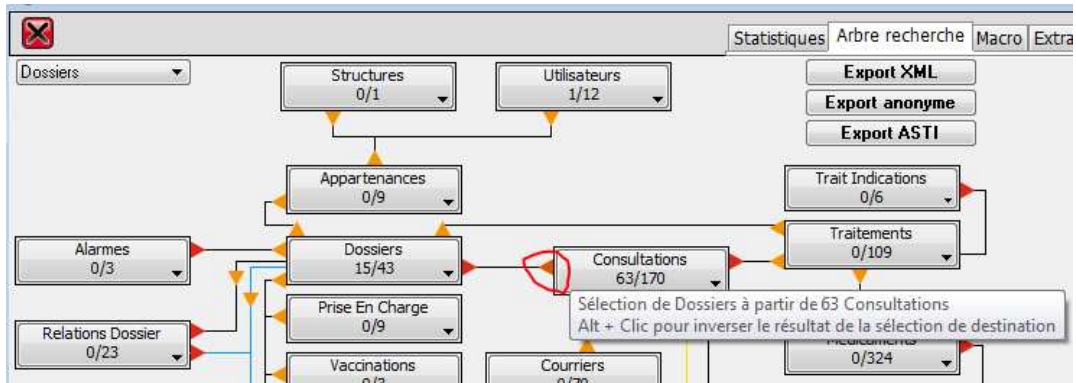 Statistiques Arbre recherche Macro Extra
Dossiers
Structures
0/1
Utilisateurs
1/12
Export XML
Export anonyme
Export ASTI
Appartenances
0/9
Trait Indications
0/6
Alarmes
0/3
Dossiers
15/43
Consultations
63/170
Traitements
0/109
Sélection de Dossiers à partir de 63 Consultations
Alt + Clic pour inverser le résultat de la sélection de destination
Prise En Charge
0/9
Relations Dossier
0/23
Médicaments
0/324
Vaccinations
Courriers